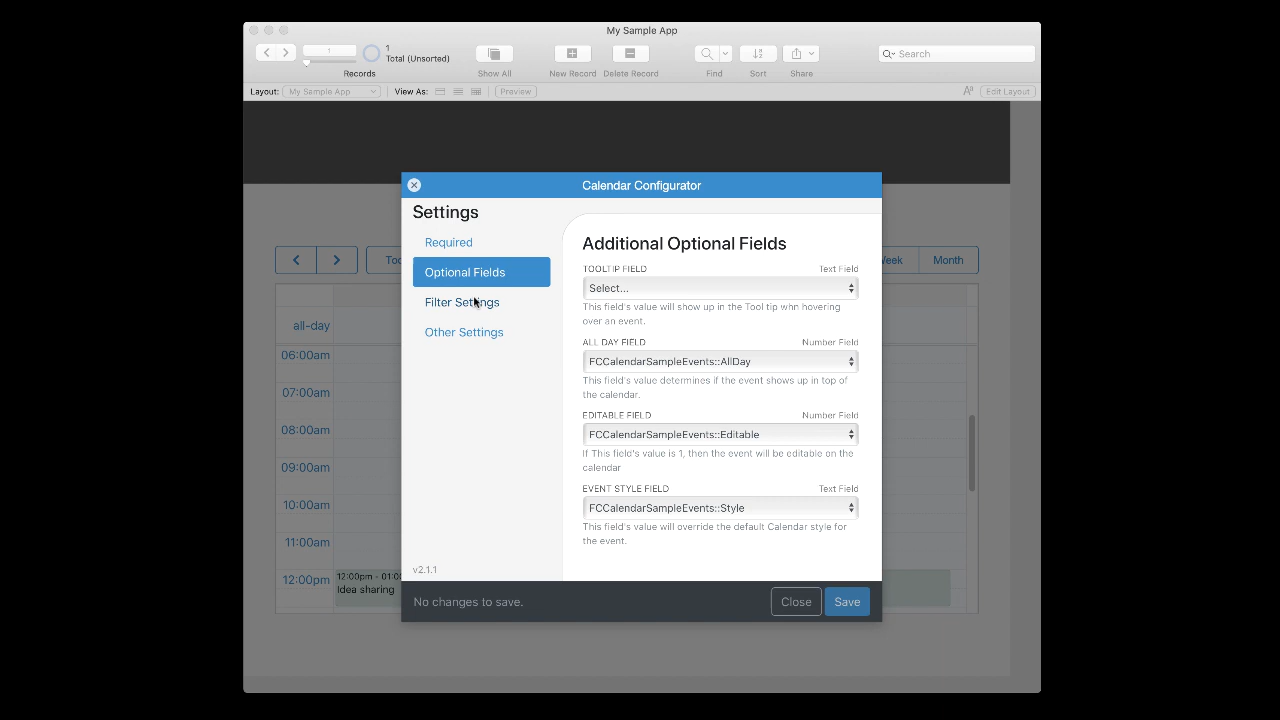 My Sample App
1
1
Total (Unsorted)
Records
Show All
New Record
Delete Record
Find
Sort
Share
Search
Layout:
My Sample App
View As:
Preview
Edit Layout
Calendar Configurator
Settings
Required
Optional Fields
Filter Settings
Other Settings
v2.1.1
Additional Optional Fields
TOOLTIP FIELD
Text Field
Select...
This field's value will show up in the Tool tip whn hovering
over an event.
ALL DAY FIELD
Number Field
FCCalendarSampleEvents::AllDay
This field's value determines if the event shows up in top of
the calendar.
EDITABLE FIELD
Number Field
FCCalendarSampleEvents::Editable
If This field's value is 1, then the event will be editable on the
calendar
EVENT STYLE FIELD
Text Field
FCCalendarSampleEvents::Style
This field's value will override the default Calendar style for
the event.
No changes to save.
Close
Save
Month
all-day
06:00am
07:00am
08:00am
09:00am
10:00am
11:00am
12:00pm
12:00pm - 01:00
Idea sharing